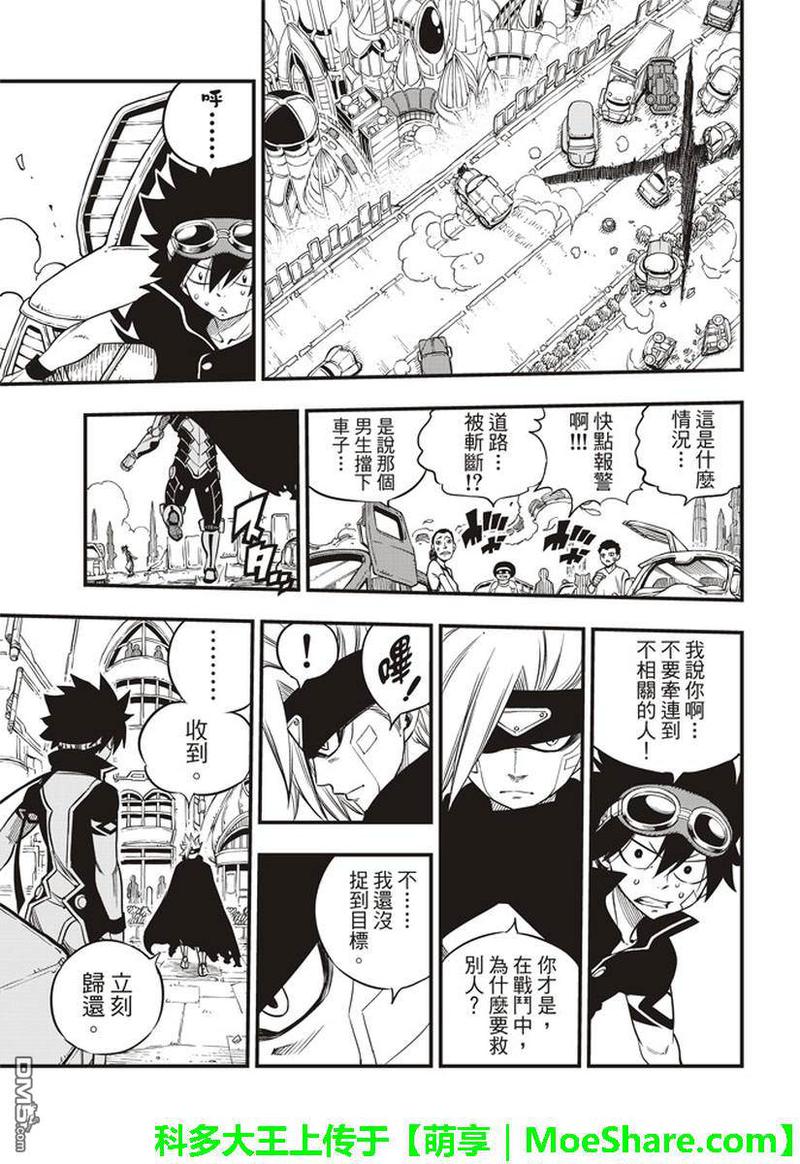 呼
……
這是什麼
情況…
快點報警
啊!!!
道路…
被斬斷!?
是說那個
男生擋下
車子…
我說你啊…
不要牽連到
不相關的人！
你才是，
在戰鬥中，
為什麼要救
別人？
嗶！
！
不……
我還沒
捉到目標。
……
收到。
立刻
歸還。
DM5.com
科多大王上传于【萌享｜MoeShare.com】